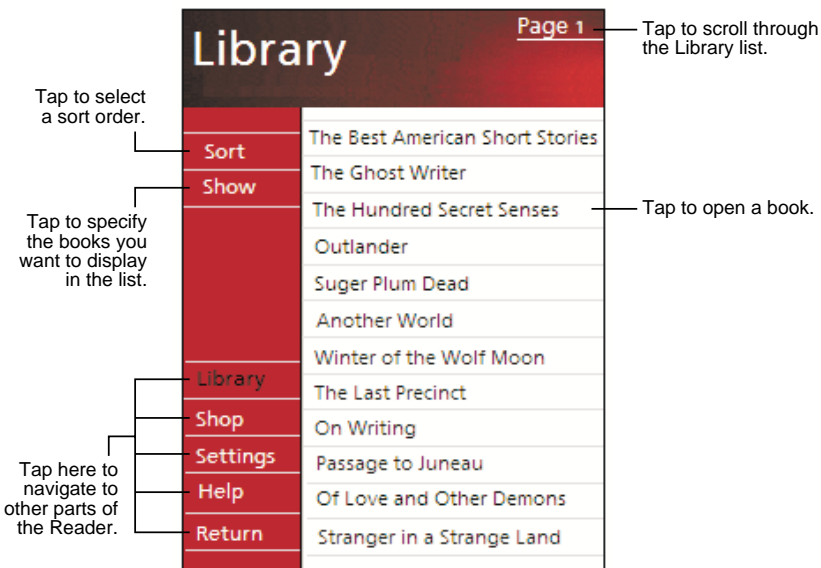 Library
Page 1
Tap to scroll through
the Library list.
Tap to select
a sort order.
Sort
Show
Tap to specify
the books you
want to display
in the list.
The Best American Short Stories
The Ghost Writer
The Hundred Secret Senses
Tap to open a book.
Outlander
Suger Plum Dead
Another World
Winter of the Wolf Moon
The Last Precinct
On Writing
Passage to Juneau
Of Love and Other Demons
Stranger in a Strange Land
Library
Shop
Settings
Help
Return
Tap here to
navigate to
other parts of
the Reader.